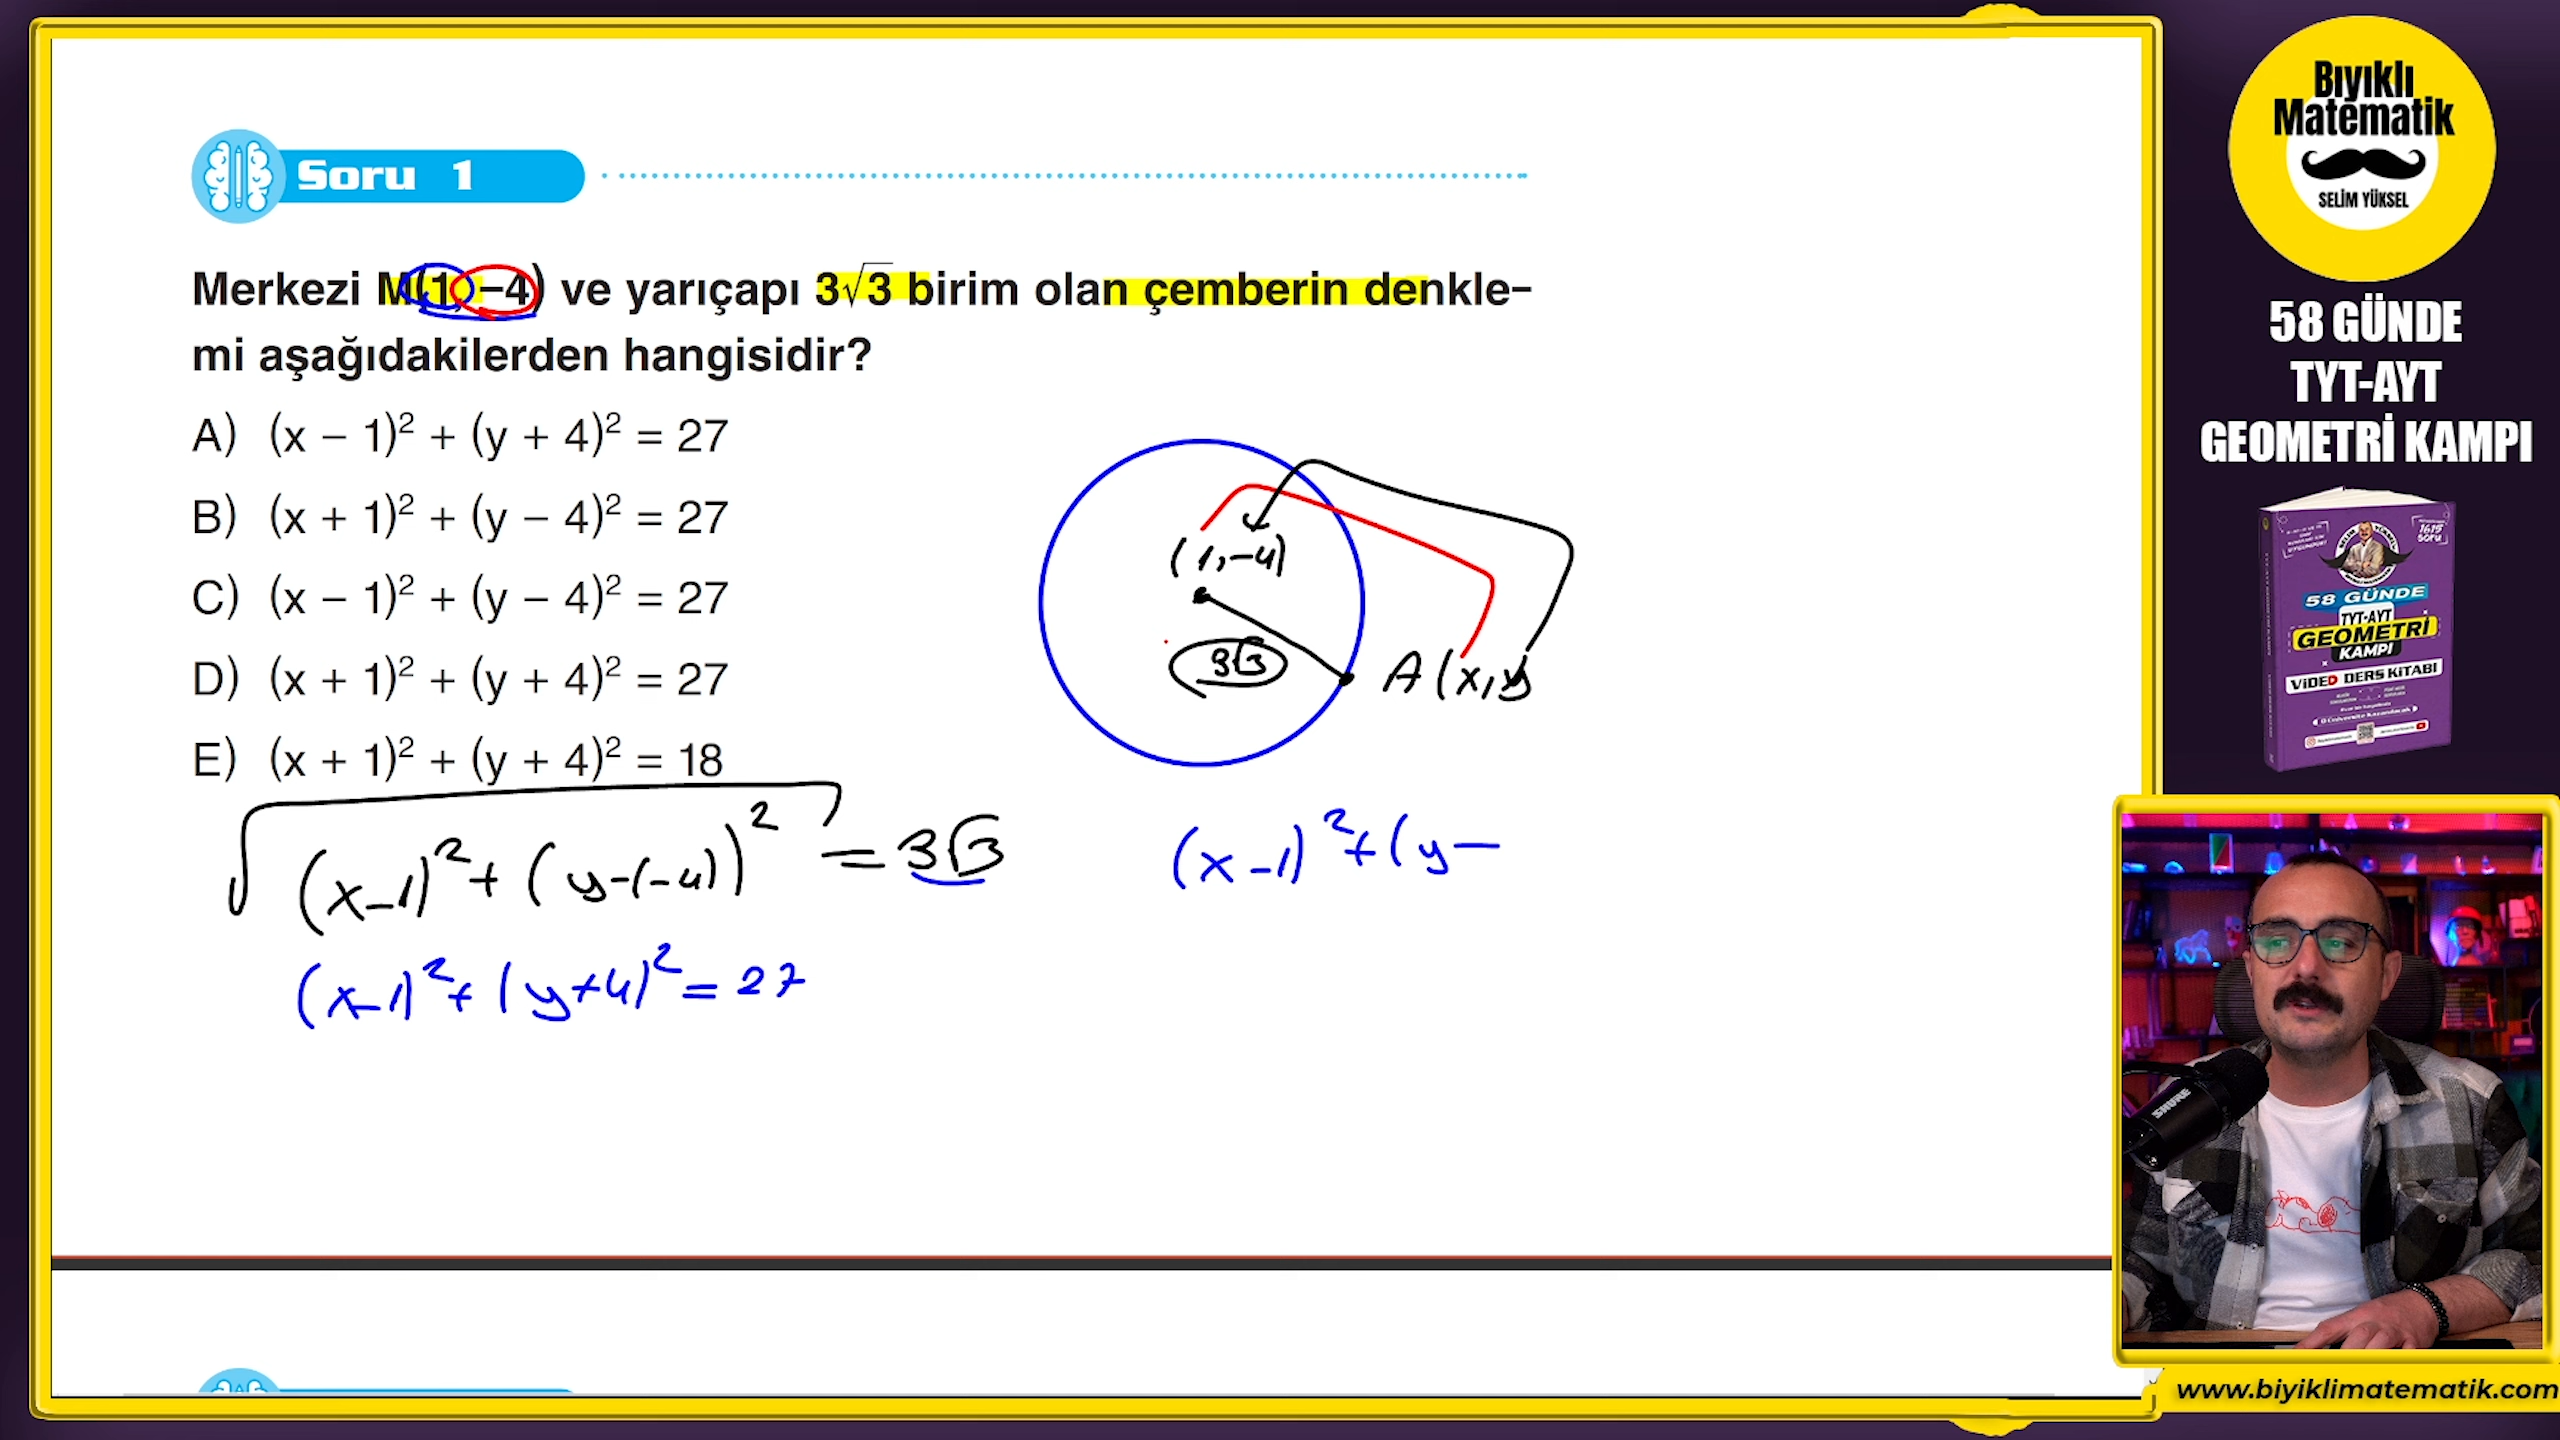 Soru 1
Merkezi M(1, −4) ve yarıçapı 3√3 birim olan çemberin denkle–
mi aşağıdakilerden hangisidir?
A) (x − 1)² + (y + 4)² = 27
B) (x + 1)² + (y − 4)² = 27
C) (x − 1)² + (y − 4)² = 27
D) (x + 1)² + (y + 4)² = 27
E) (x + 1)² + (y + 4)² = 18
(1,−4)
3√3
A(x,y
√(x−1)² + (y−(−4))² = 3√3
(x−1)² + (y+4)² = 27
(x−1)² + (y−
Bıyıklı
Matematik
SELİM YÜKSEL
58 GÜNDE
TYT-AYT
GEOMETRİ KAMPI
1615
SORU
58 GÜNDE
TYT-AYT
GEOMETRİ
KAMPI
VİDEO DERS KİTABI
SHURE
www.biyiklimatematik.com